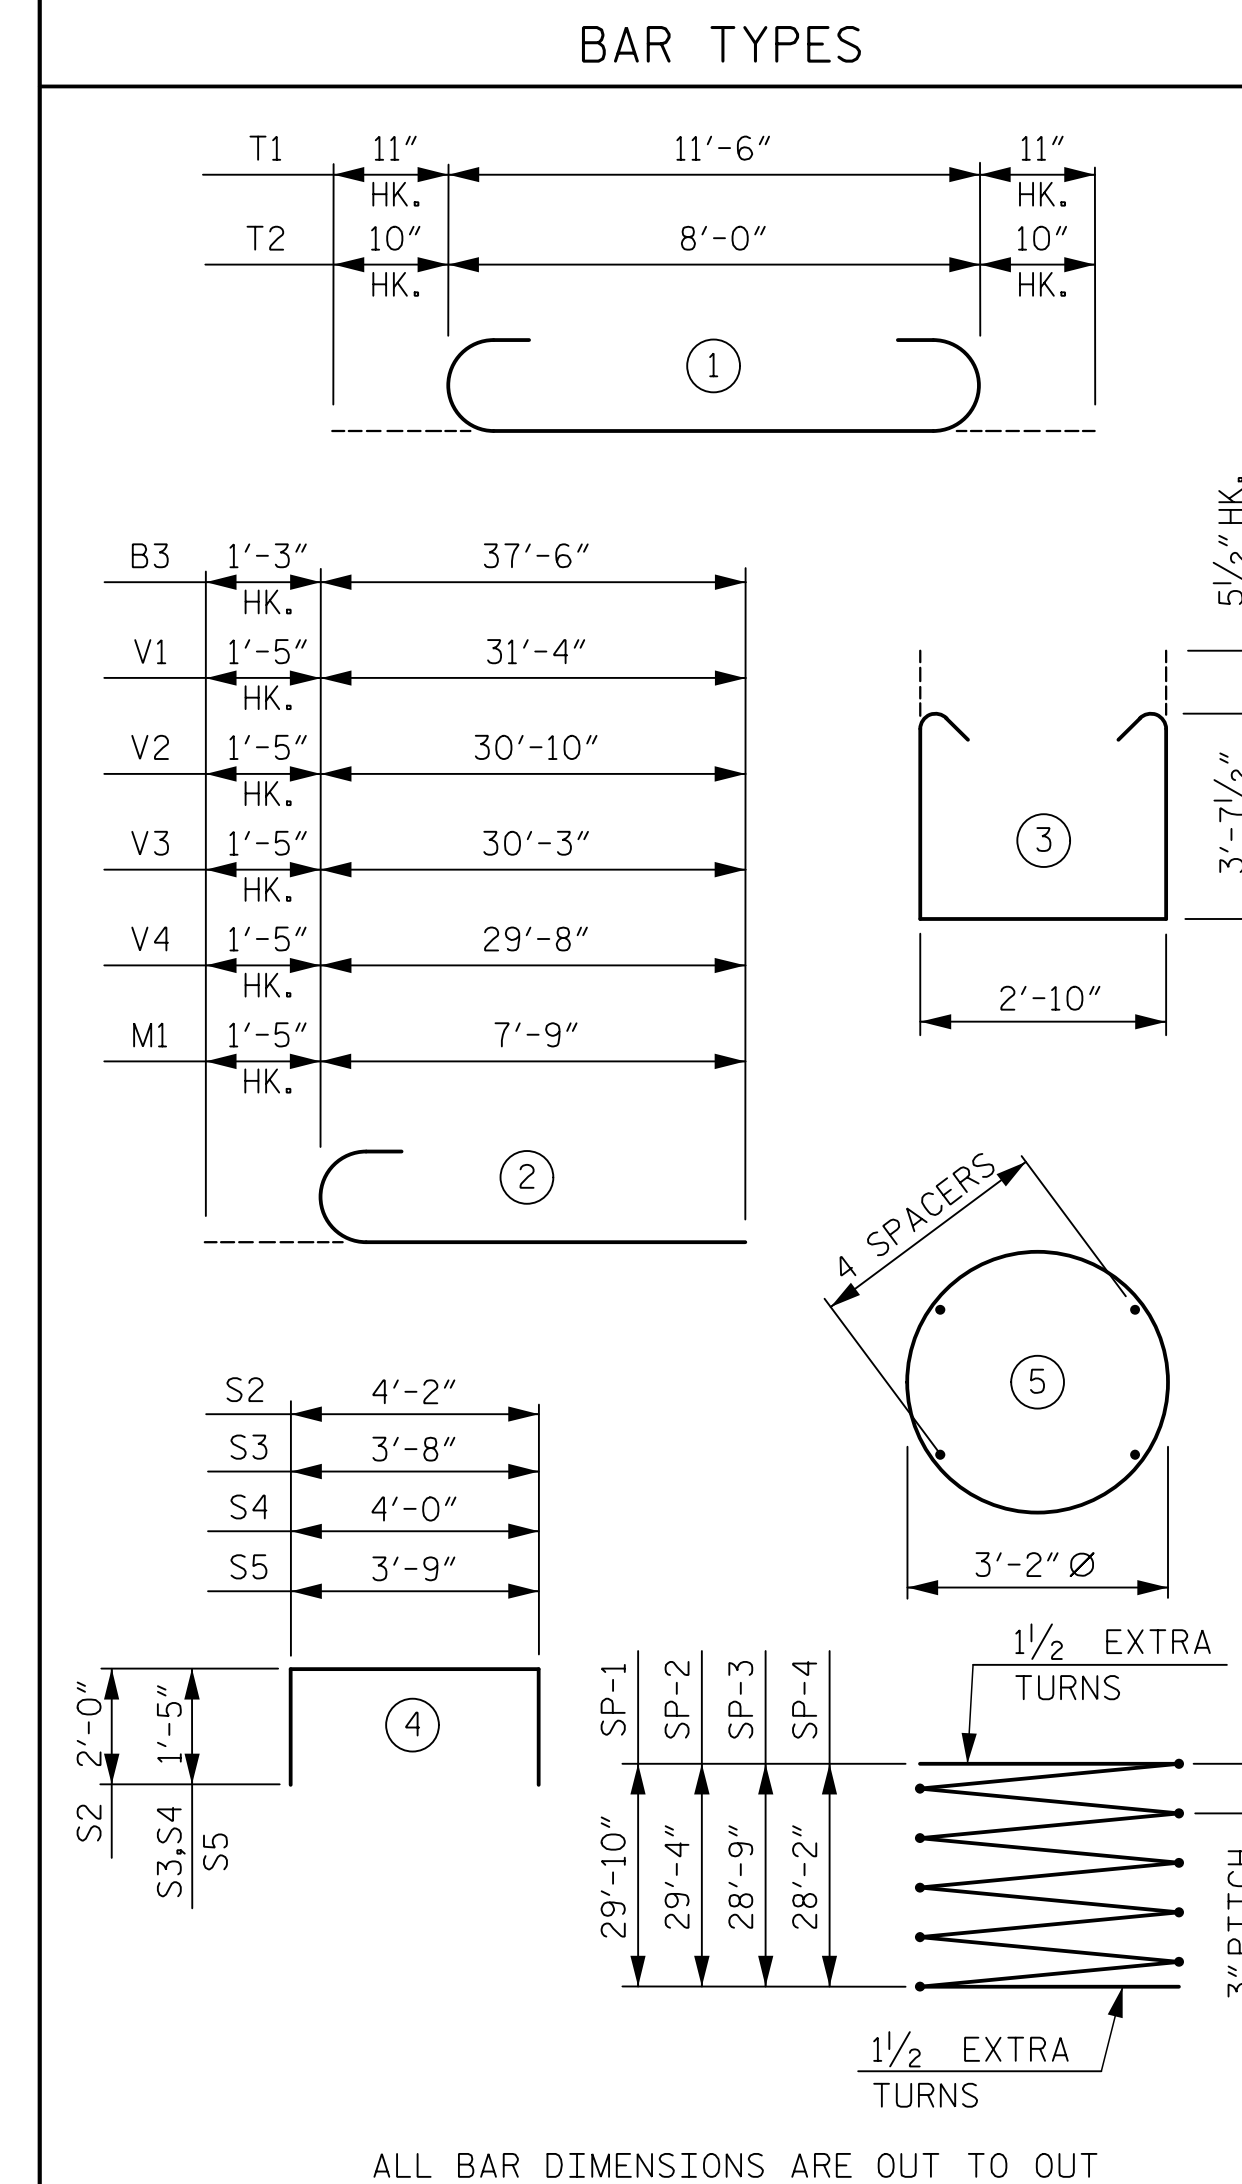 BAR TYPES
T1 11" 11'-6" 11"
HK. HK.
T2 10" 8'-0" 10"
HK. HK.
1
B3 1'-3" 37'-6"
HK.
V1 1'-5" 31'-4"
HK.
V2 1'-5" 30'-10"
HK.
V3 1'-5" 30'-3"
HK.
V4 1'-5" 29'-8"
HK.
M1 1'-5" 7'-9"
HK.
2
5½" HK.
3'-7½"
3
2'-10"
4 SPACERS
5
3'-2" Ø
S2 4'-2"
S3 3'-8"
S4 4'-0"
S5 3'-9"
4
S2 2'-0"
S3,S4 1'-5"
S5
SP-1 29'-10"
SP-2 29'-4"
SP-3 28'-9"
SP-4 28'-2"
1½ EXTRA
TURNS
3" PITCH
1½ EXTRA
TURNS
ALL BAR DIMENSIONS ARE OUT TO OUT